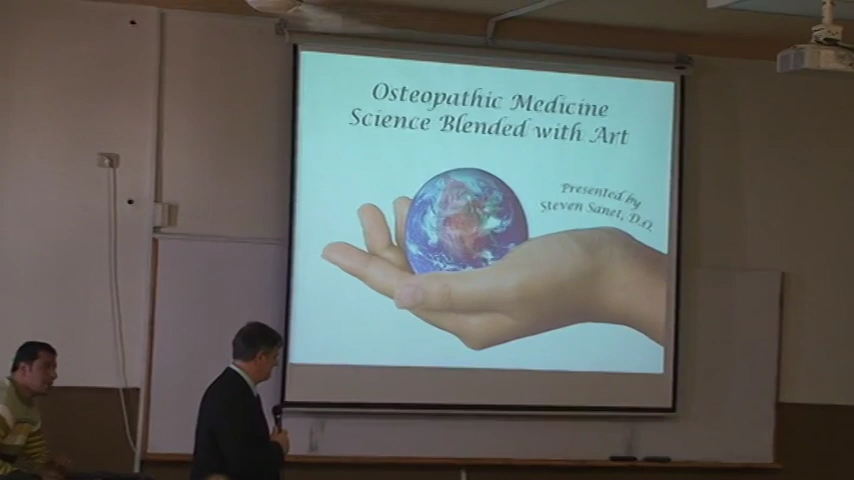 Osteopathic Medicine
Science Blended with Art
Presented by
Steven Sanet, D.O.